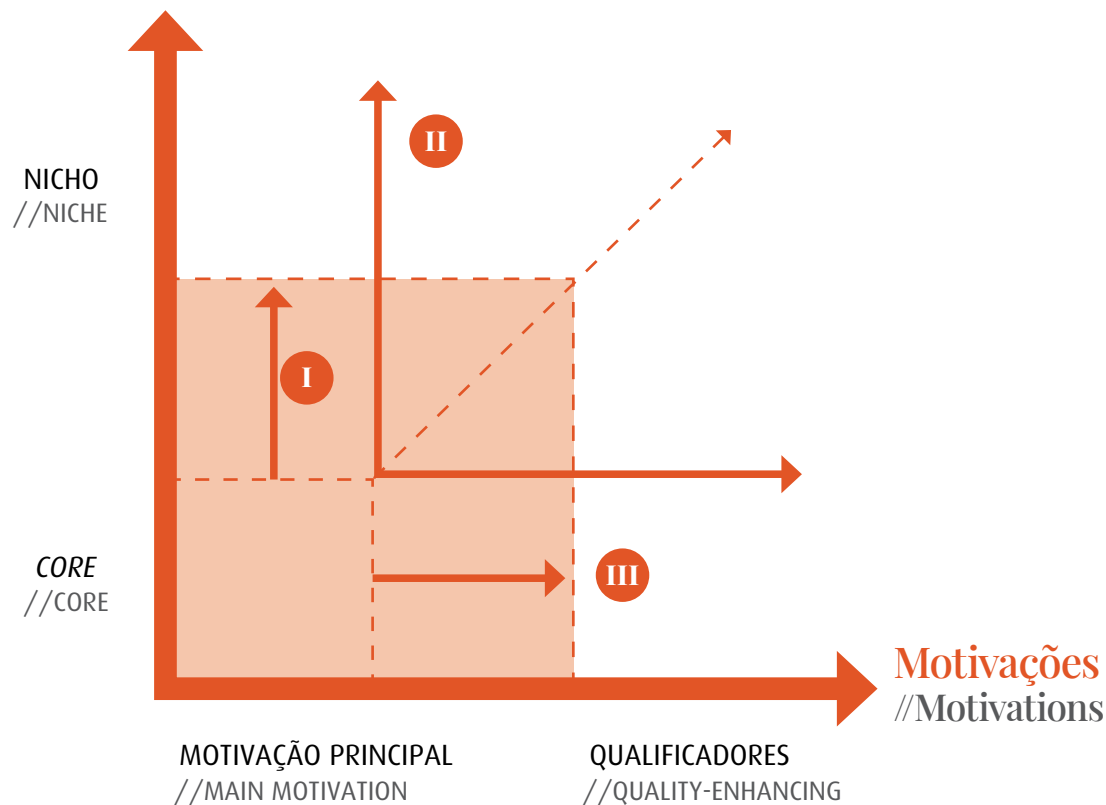 II
NICHO
//NICHE
I
CORE
//CORE
III
Motivações
//Motivations
MOTIVAÇÃO PRINCIPAL
//MAIN MOTIVATION
QUALIFICADORES
//QUALITY-ENHANCING